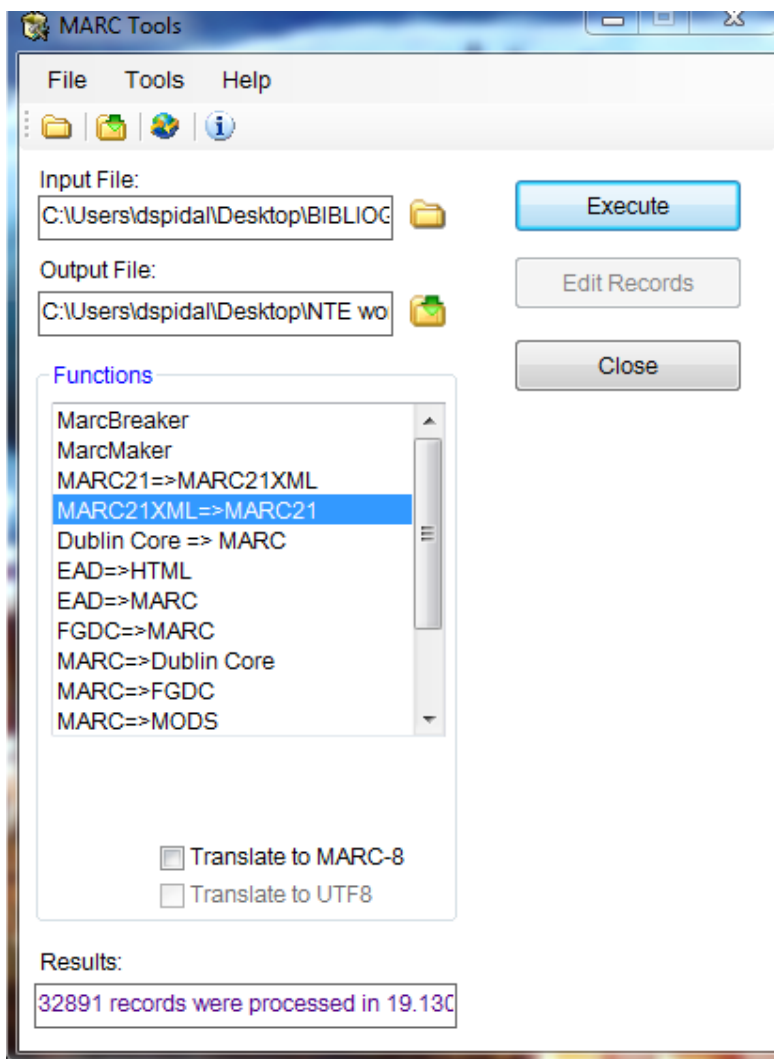 MARC Tools
File Tools Help
Input File:
C:\Users\dspidal\Desktop\BIBLIOG
Execute
Output File:
C:\Users\dspidal\Desktop\NTE wo
Edit Records
Close
Functions
MarcBreaker
MarcMaker
MARC21=>MARC21XML
MARC21XML=>MARC21
Dublin Core => MARC
EAD=>HTML
EAD=>MARC
FGDC=>MARC
MARC=>Dublin Core
MARC=>FGDC
MARC=>MODS
Translate to MARC-8
Translate to UTF8
Results:
32891 records were processed in 19.130